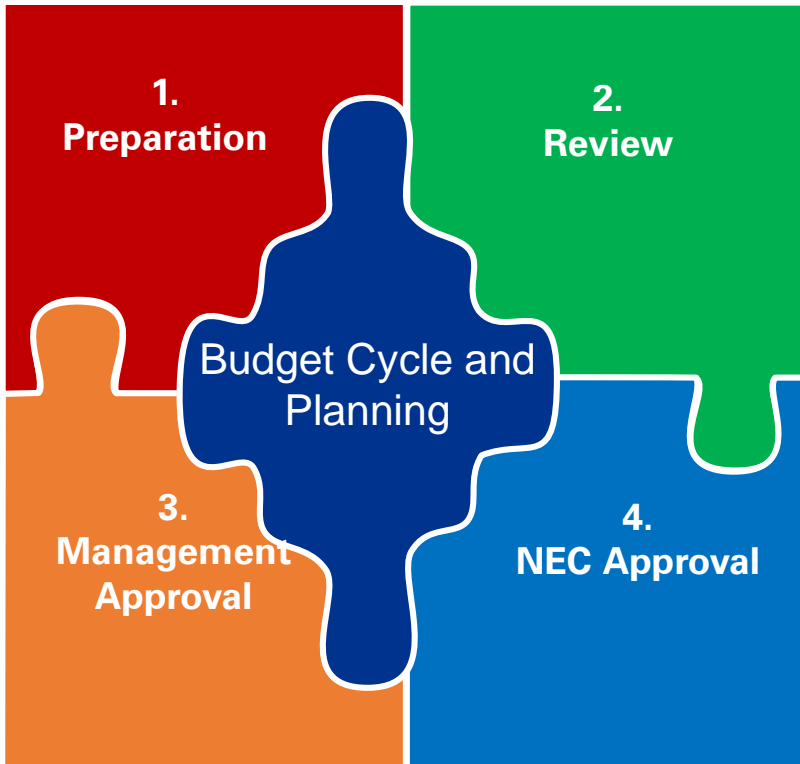 1.
Preparation
2.
Review
Budget Cycle and
Planning
3.
Management
Approval
4.
NEC Approval